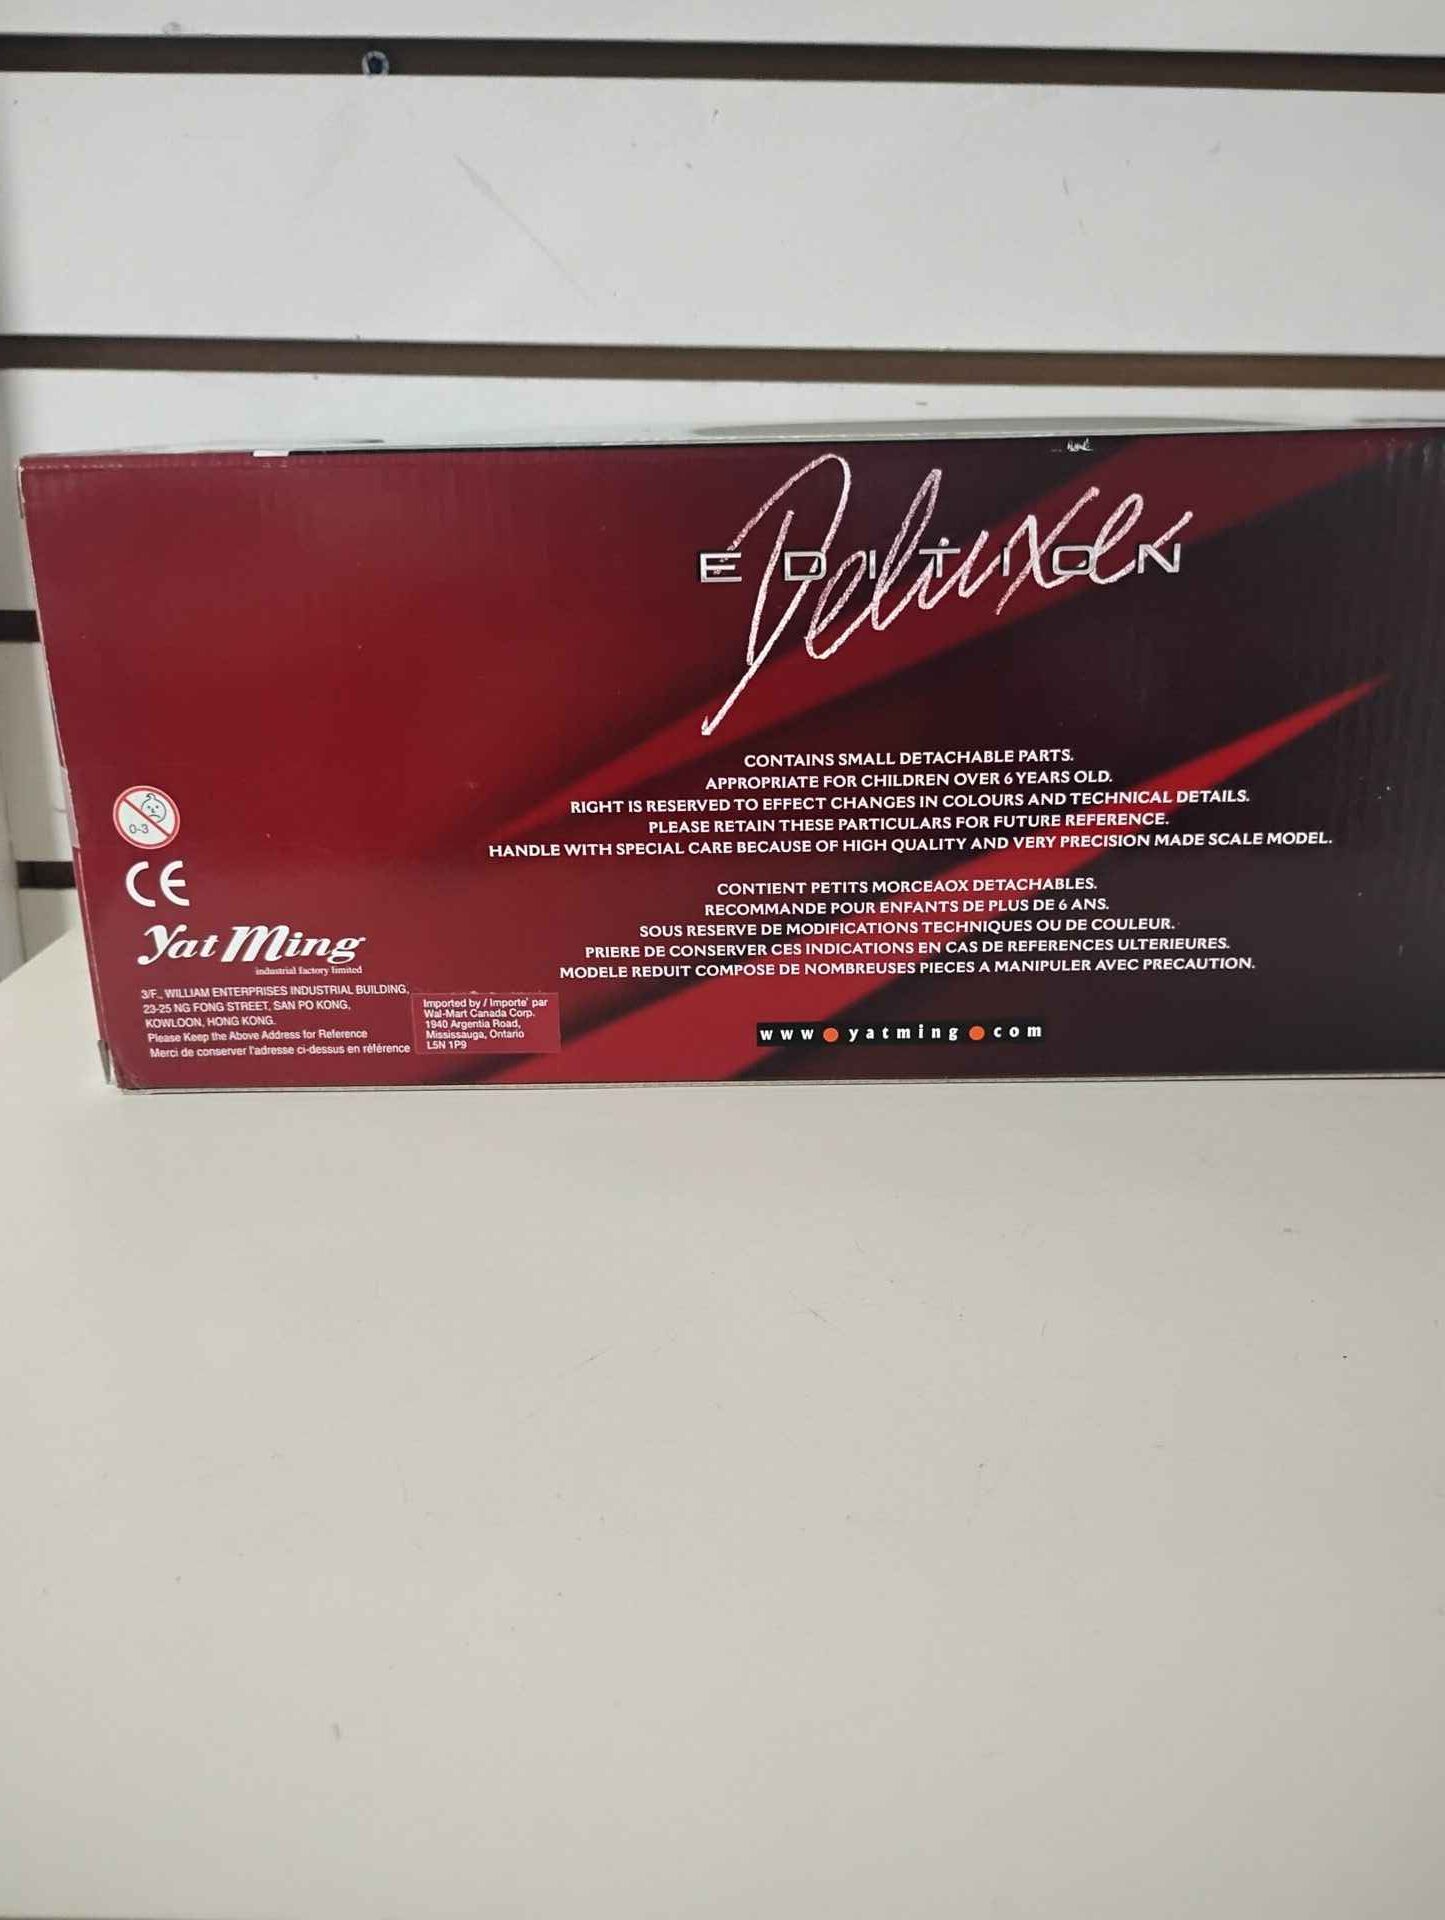 Deluxe
EDITION
CONTAINS SMALL DETACHABLE PARTS.
APPROPRIATE FOR CHILDREN OVER 6 YEARS OLD.
RIGHT IS RESERVED TO EFFECT CHANGES IN COLOURS AND TECHNICAL DETAILS.
PLEASE RETAIN THESE PARTICULARS FOR FUTURE REFERENCE.
HANDLE WITH SPECIAL CARE BECAUSE OF HIGH QUALITY AND VERY PRECISION MADE SCALE MODEL.
CONTIENT PETITS MORCEAOX DETACHABLES.
RECOMMANDE POUR ENFANTS DE PLUS DE 6 ANS.
SOUS RESERVE DE MODIFICATIONS TECHNIQUES OU DE COULEUR.
PRIERE DE CONSERVER CES INDICATIONS EN CAS DE REFERENCES ULTERIEURES.
MODELE REDUIT COMPOSE DE NOMBREUSES PIECES A MANIPULER AVEC PRECAUTION.
www.yatming.com
0-3
CE
Yat Ming
industrial factory limited
3/F., WILLIAM ENTERPRISES INDUSTRIAL BUILDING,
23-25 NG FONG STREET, SAN PO KONG,
KOWLOON, HONG KONG.
Please Keep the Above Address for Reference
Merci de conserver l'adresse ci-dessus en référence
Imported by / Importe' par
Wal-Mart Canada Corp.
1940 Argentia Road,
Mississauga, Ontario
L5N 1P9